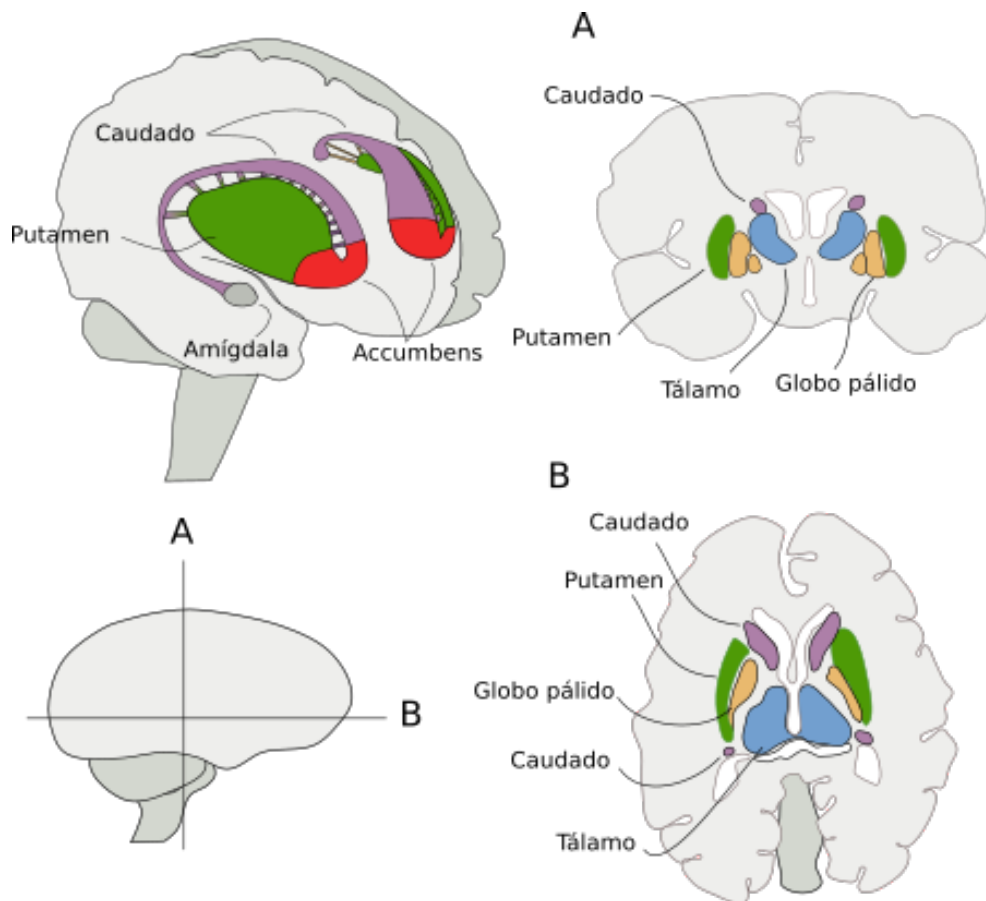 Caudado
Putamen
Amígdala
Accumbens
A
Caudado
Putamen
Tálamo
Globo pálido
A
B
B
Caudado
Putamen
Globo pálido
Caudado
Tálamo